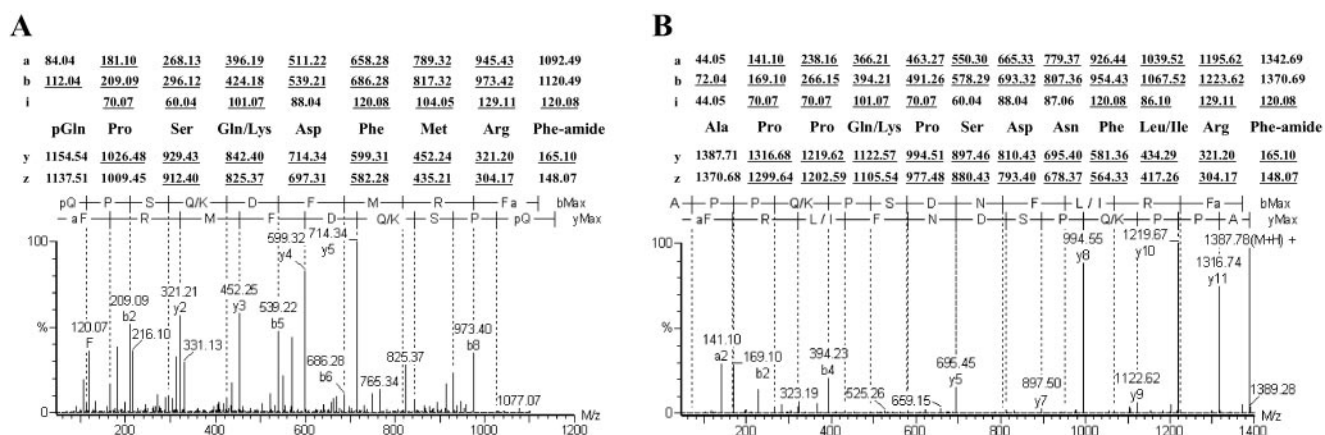 A
a 84.04 181.10 268.13 396.19 511.22 658.28 789.32 945.43 1092.49
b 112.04 209.09 296.12 424.18 539.21 686.28 817.32 973.42 1120.49
i 70.07 60.04 101.07 88.04 120.08 104.05 129.11 120.08
pGln Pro Ser Gln/Lys Asp Phe Met Arg Phe-amide
y 1154.54 1026.48 929.43 842.40 714.34 599.31 452.24 321.20 165.10
z 1137.51 1009.45 912.40 825.37 697.31 582.28 435.21 304.17 148.07
pQ P S Q/K D F M R Fa bMax
aF R M F D Q/K S P pQ yMax
100
%
0
120.07
F
209.09
b2
216.10
321.21
y2
331.13
452.25
y3
539.22
b5
599.32
y4
714.34
y5
686.28
b6
765.34
825.37
973.40
b8
1077.07
200 400 600 800 1000 1200
M/z
B
a 44.05 141.10 238.16 366.21 463.27 550.30 665.33 779.37 926.44 1039.52 1195.62 1342.69
b 72.04 169.10 266.15 394.21 491.26 578.29 693.32 807.36 954.43 1067.52 1223.62 1370.69
i 44.05 70.07 70.07 101.07 70.07 60.04 88.04 87.06 120.08 86.10 129.11 120.08
Ala Pro Pro Gln/Lys Pro Ser Asp Asn Phe Leu/Ile Arg Phe-amide
y 1387.71 1316.68 1219.62 1122.57 994.51 897.46 810.43 695.40 581.36 434.29 321.20 165.10
z 1370.68 1299.64 1202.59 1105.54 977.48 880.43 793.40 678.37 564.33 417.26 304.17 148.07
A P P Q/K P S D N F L/I R Fa bMax
aF R L/I F N D S P Q/K P P A yMax
100
%
0
141.10
a2
169.10
b2
323.19
394.23
b4
525.26
659.15
695.45
y5
897.50
y7
994.55
y8
1122.62
y9
1219.67
y10
1316.74
y11
1387.78(M+H) +
1389.28
200 400 600 800 1000 1200 1400
M/z